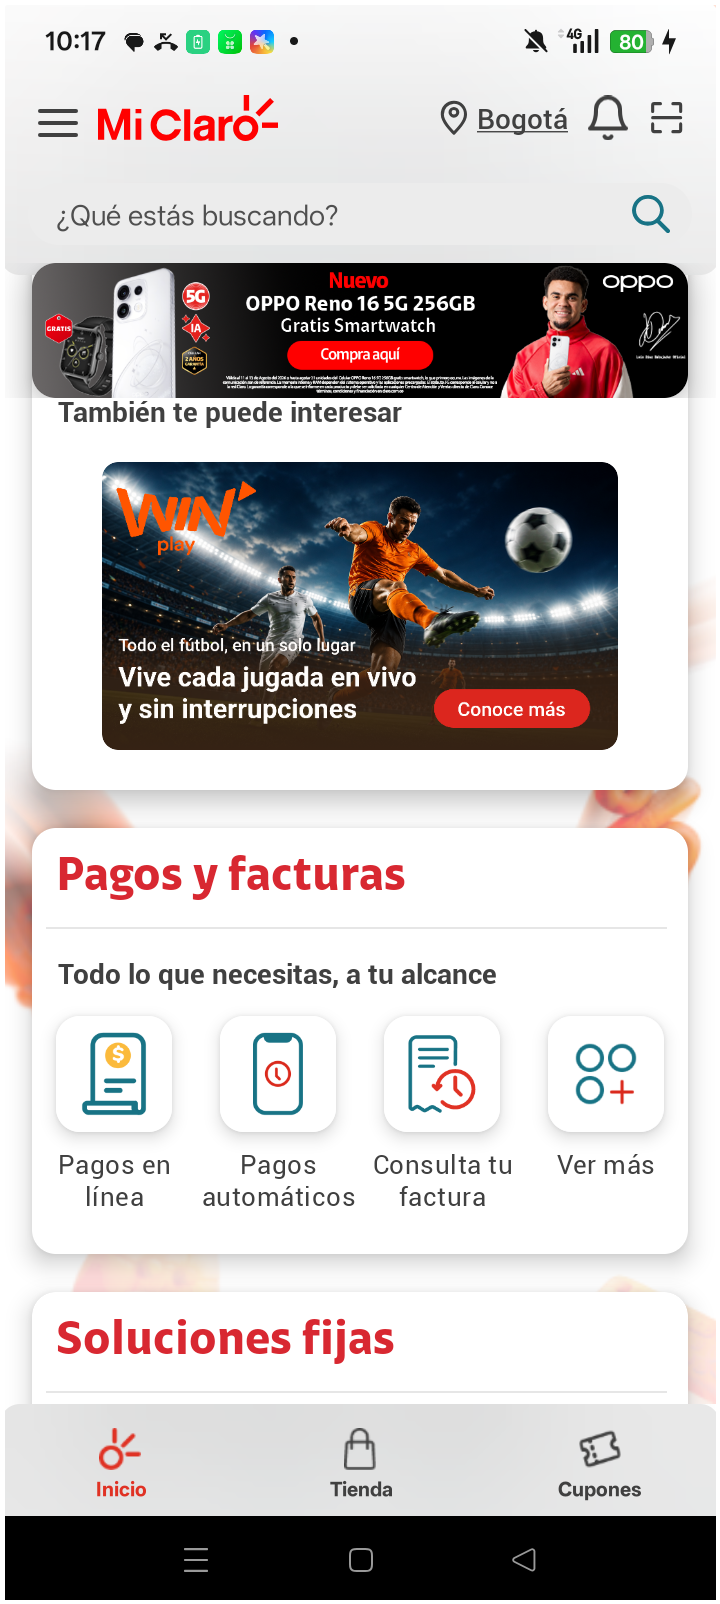 10:17
4G
80
Mi Claro
Bogotá
¿Qué estás buscando?
GRATIS
5G
IA
2 AÑOS
Nuevo
OPPO Reno 16 5G 256GB
Gratis Smartwatch
Compra aquí
oppo
También te puede interesar
WIN
play
Todo el fútbol, en un solo lugar
Vive cada jugada en vivo
y sin interrupciones
Conoce más
Pagos y facturas
Todo lo que necesitas, a tu alcance
$
Pagos en
línea
Pagos
automáticos
Consulta tu
factura
Ver más
Soluciones fijas
Inicio
Tienda
Cupones